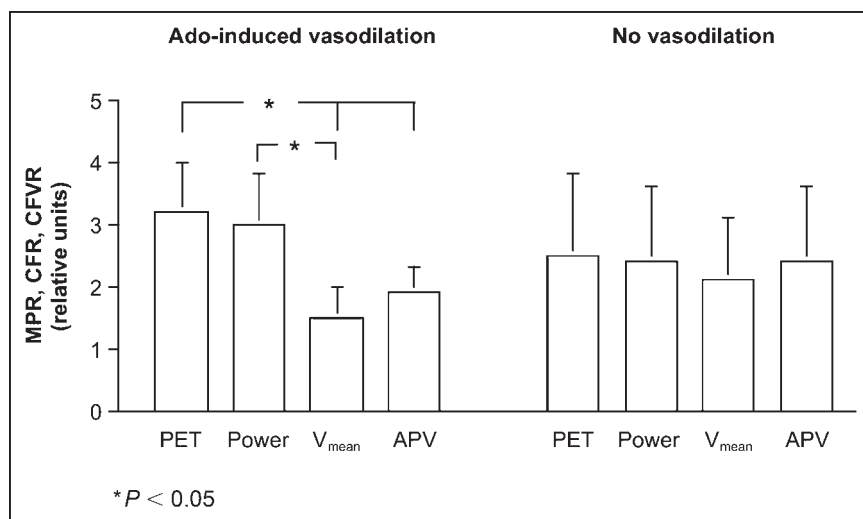 Ado-induced vasodilation
No vasodilation
MPR, CFR, CFVR
(relative units)
5
4
3
2
1
0
*
*
PET Power Vmean APV
PET Power Vmean APV
*P < 0.05